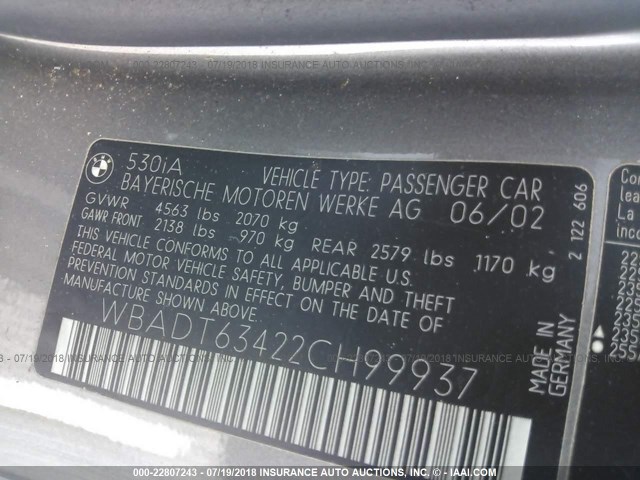 00-22807243 - 07/19/2018 INSURANCE AUTO AUCTIONS, INC.
BMW
530iA VEHICLE TYPE: PASSENGER CAR
BAYERISCHE MOTOREN WERKE AG 06/02
GVWR 4563 lbs 2070 kg
GAWR FRONT 2138 lbs 970 kg REAR 2579 lbs 1170 kg
THIS VEHICLE CONFORMS TO ALL APPLICABLE U.S.
FEDERAL MOTOR VEHICLE SAFETY, BUMPER AND THEFT
PREVENTION STANDARDS IN EFFECT ON THE DATE OF
MANUFACTURE SHOWN ABOVE.
WBADT63422CH99937
MADE IN
GERMANY
2 122 606
La
000-22807243 - 07/19/2018 - INSURANCE AUTO AUCTIONS, INC. - © - IAAI.COM